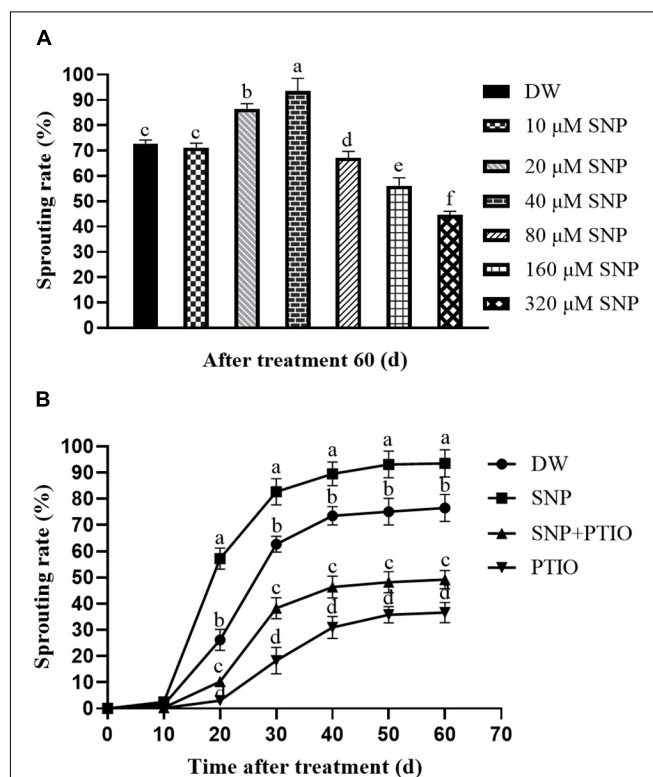 A
a
100
b
90
80
c
c
70
d
60
e
50
f
40
30
20
10
0
Sprouting rate (%)
After treatment 60 (d)
DW
10 μM SNP
20 μM SNP
40 μM SNP
80 μM SNP
160 μM SNP
320 μM SNP
B
100
90
80
70
60
50
40
30
20
10
0
Sprouting rate (%)
a a a a a
b b b b b
c c c c c
d d d d
0 10 20 30 40 50 60 70
Time after treatment (d)
DW
SNP
SNP+PTIO
PTIO